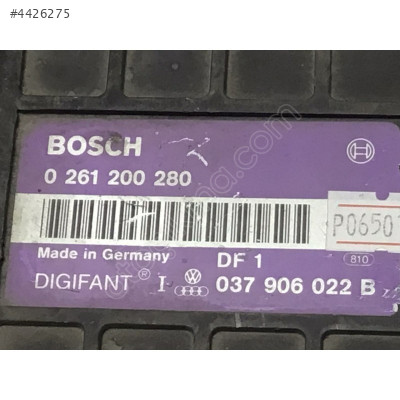 #4426275
BOSCH
0 261 200 280
P0650
Made in Germany DF 1 810
DIGIFANT ® I 037 906 022 B